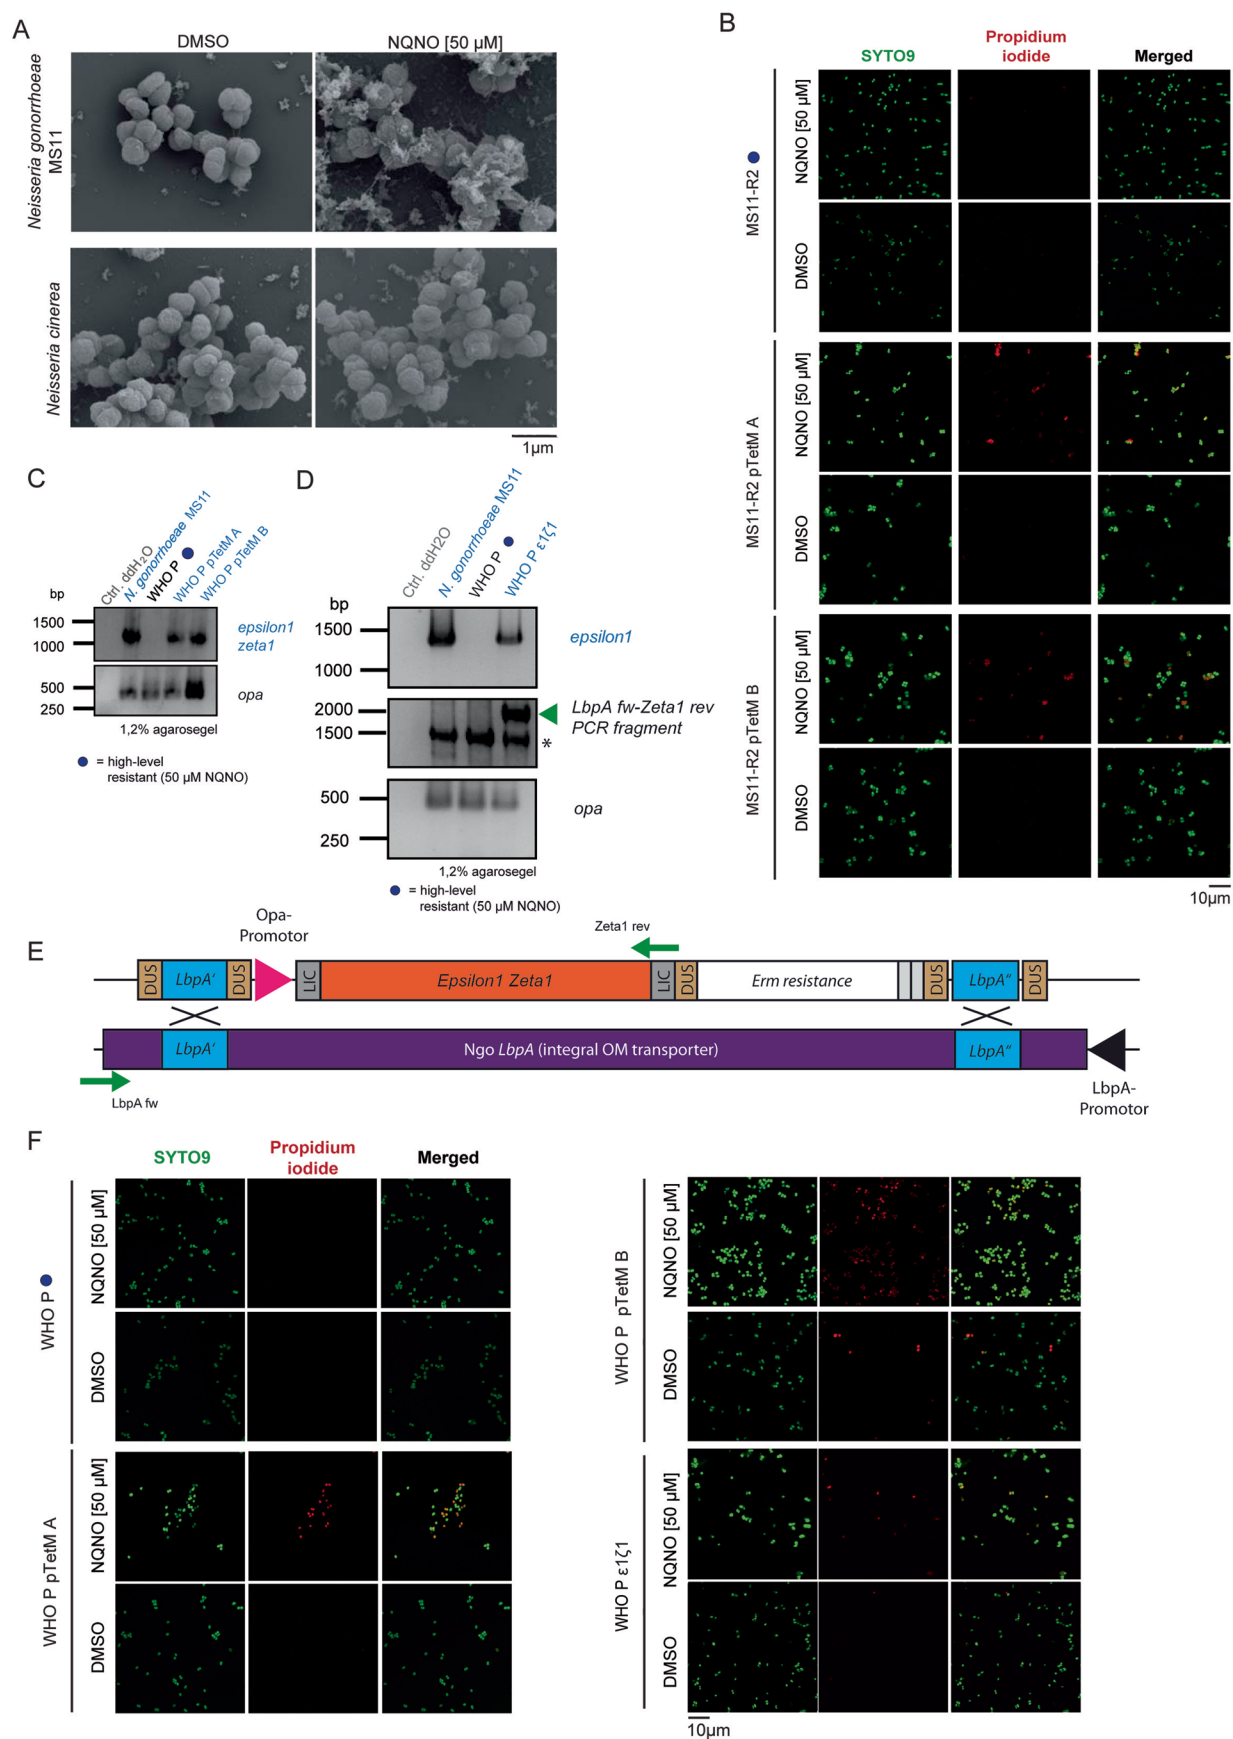 A
DMSO
NQNO [50 µM]
Neisseria gonorrhoeae
MS11
Neisseria cinerea
1µm
B
SYTO9
Propidium
iodide
Merged
MS11-R2
NQNO [50 µM]
DMSO
MS11-R2 pTetM A
NQNO [50 µM]
DMSO
MS11-R2 pTetM B
NQNO [50 µM]
DMSO
10µm
C
Ctrl. ddH2O
N. gonorrhoeae MS11
WHO P
WHO P pTetM A
WHO P pTetM B
bp
1500
1000
epsilon1
zeta1
500
250
opa
1,2% agarosegel
= high-level
resistant (50 µM NQNO)
D
Ctrl. ddH2O
N. gonorrhoeae MS11
WHO P
WHO P ε1ζ1
bp
1500
1000
epsilon1
2000
1500
LbpA fw-Zeta1 rev
PCR fragment
*
500
250
opa
1,2% agarosegel
= high-level
resistant (50 µM NQNO)
E
Opa-
Promotor
Zeta1 rev
DUS
LbpA'
DUS
LIC
Epsilon1 Zeta1
LIC
DUS
Erm resistance
DUS
LbpA''
DUS
LbpA'
Ngo LbpA (integral OM transporter)
LbpA''
LbpA fw
LbpA-
Promotor
F
SYTO9
Propidium
iodide
Merged
WHO P
NQNO [50 µM]
DMSO
WHO P pTetM A
NQNO [50 µM]
DMSO
WHO P pTetM B
NQNO [50 µM]
DMSO
WHO P ε1ζ1
NQNO [50 µM]
DMSO
10µm